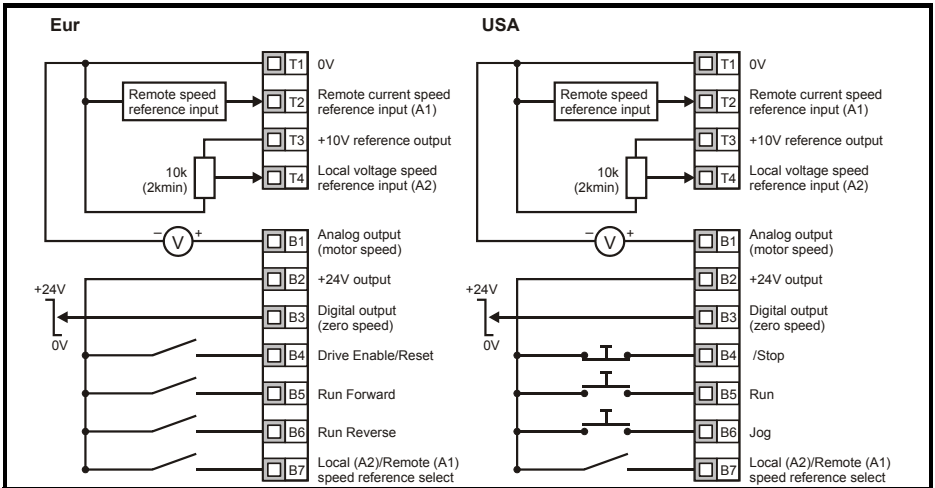 Eur
T1 0V
Remote speed
reference input
T2 Remote current speed
reference input (A1)
T3 +10V reference output
10k
(2kmin)
T4 Local voltage speed
reference input (A2)
− V +
B1 Analog output
(motor speed)
B2 +24V output
+24V
0V
B3 Digital output
(zero speed)
B4 Drive Enable/Reset
B5 Run Forward
B6 Run Reverse
B7 Local (A2)/Remote (A1)
speed reference select
USA
T1 0V
Remote speed
reference input
T2 Remote current speed
reference input (A1)
T3 +10V reference output
10k
(2kmin)
T4 Local voltage speed
reference input (A2)
− V +
B1 Analog output
(motor speed)
B2 +24V output
+24V
0V
B3 Digital output
(zero speed)
B4 /Stop
B5 Run
B6 Jog
B7 Local (A2)/Remote (A1)
speed reference select